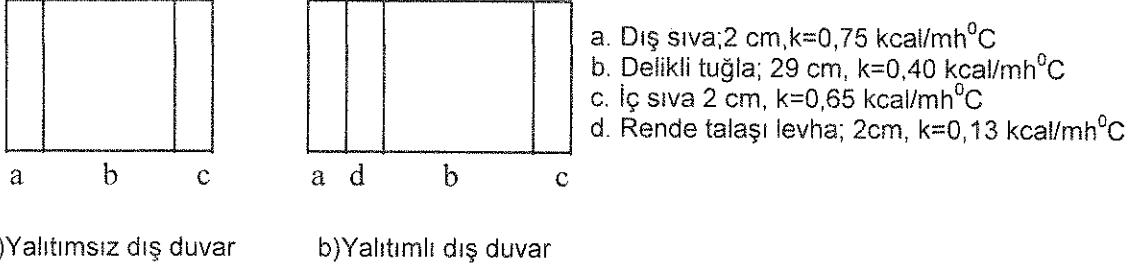 a. Dış sıva;2 cm,k=0,75 kcal/mh⁰C
b. Delikli tuğla; 29 cm, k=0,40 kcal/mh⁰C
c. İç sıva 2 cm, k=0,65 kcal/mh⁰C
d. Rende talaşı levha; 2cm, k=0,13 kcal/mh⁰C
a b c a d b c
)Yalıtımsız dış duvar b)Yalıtımlı dış duvar